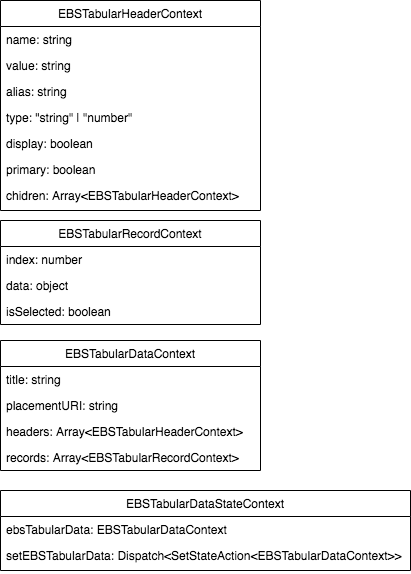 EBSTabularHeaderContext
name: string
value: string
alias: string
type: "string" | "number"
display: boolean
primary: boolean
chidren: Array<EBSTabularHeaderContext>
EBSTabularRecordContext
index: number
data: object
isSelected: boolean
EBSTabularDataContext
title: string
placementURI: string
headers: Array<EBSTabularHeaderContext>
records: Array<EBSTabularRecordContext>
EBSTabularDataStateContext
ebsTabularData: EBSTabularDataContext
setEBSTabularData: Dispatch<SetStateAction<EBSTabularDataContext>>